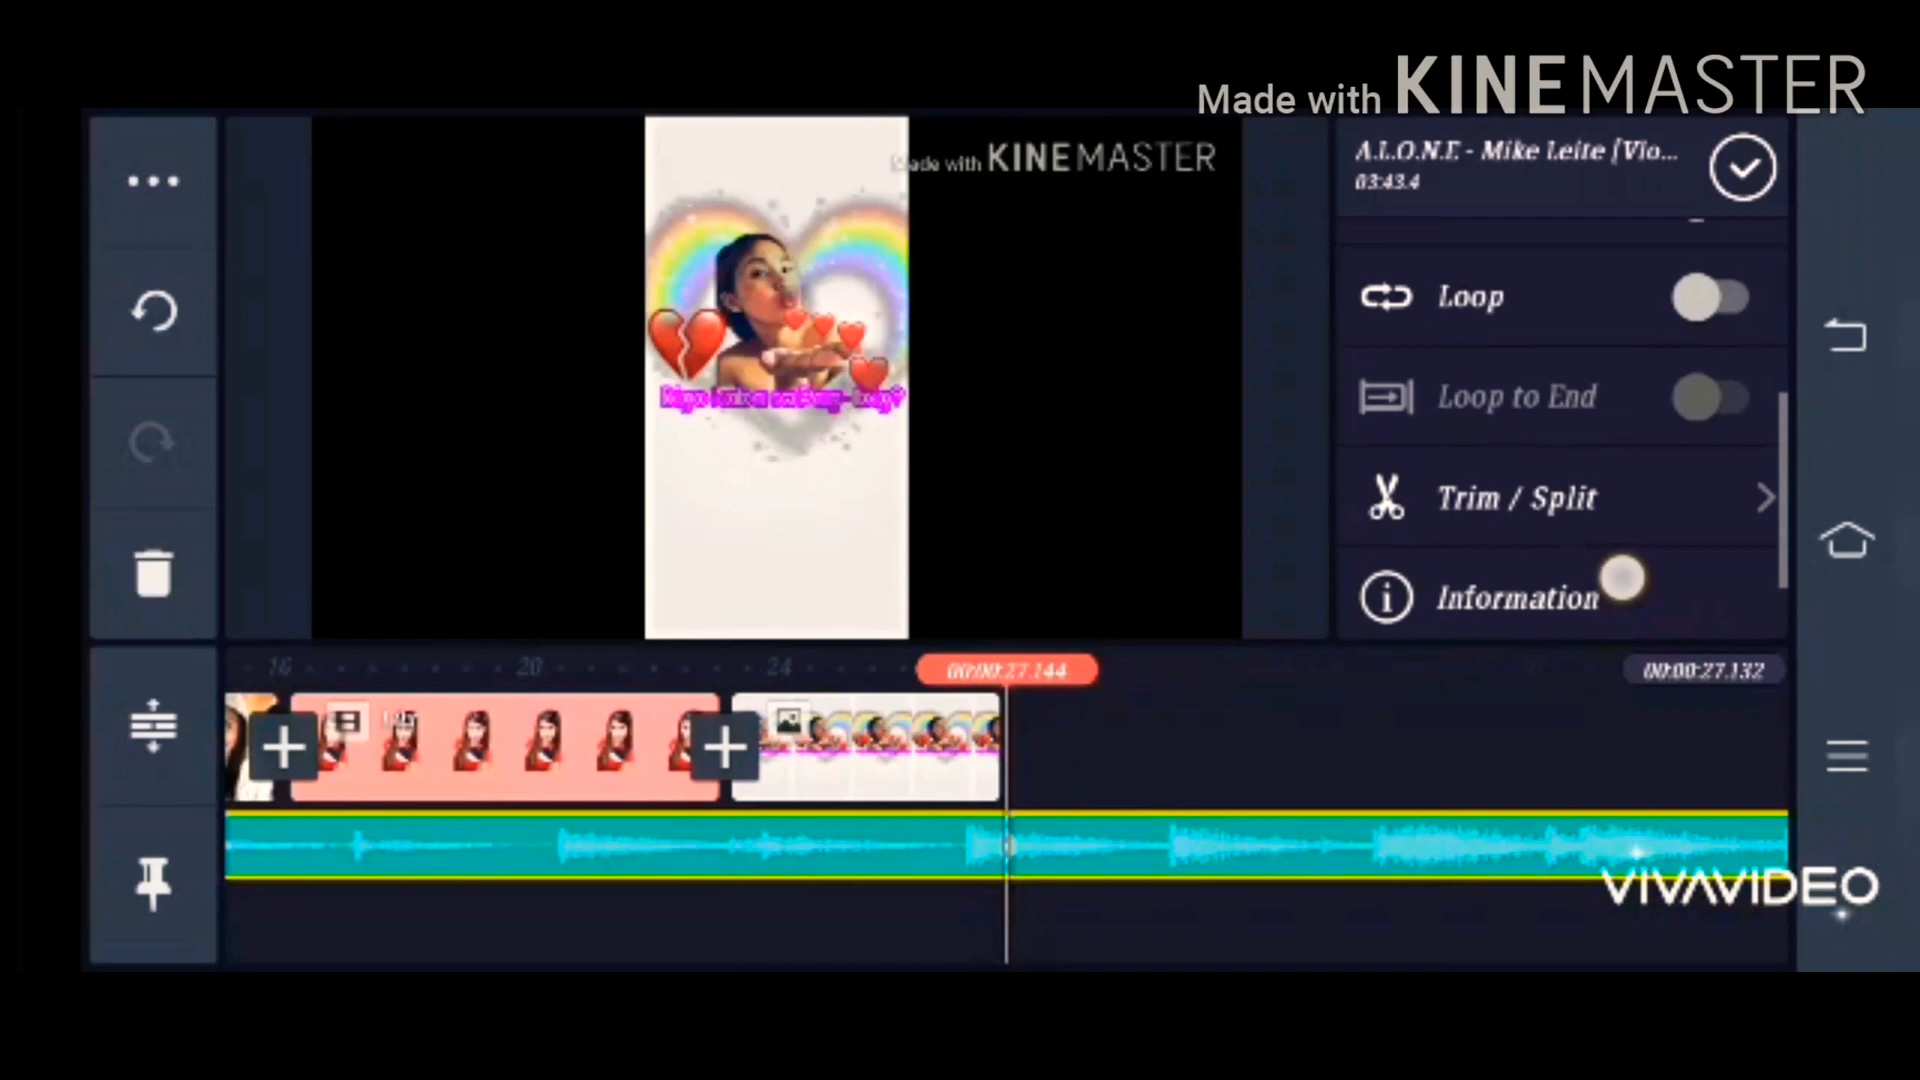 Made with KINEMASTER
Made with KINEMASTER
A.L.O.N.E - Mike Leite [Vlo...
03:43.4
Loop
Loop to End
Trim / Split
Information
16
20
24
00:00:27.144
00:00:27.132
VIVAVIDEO